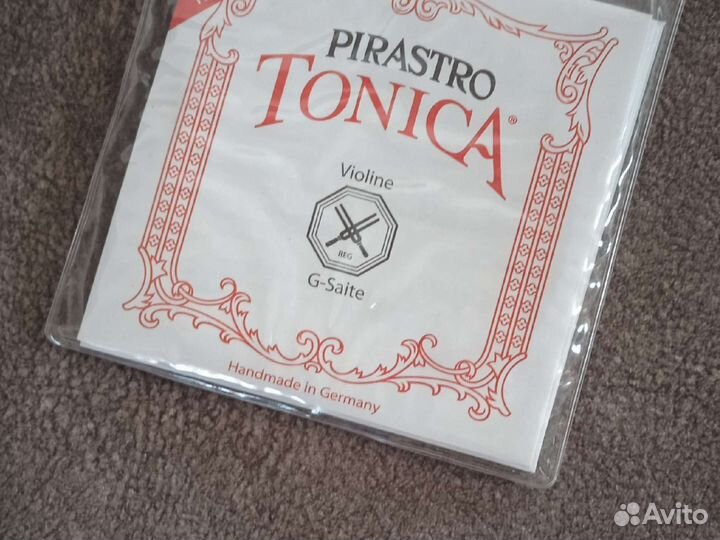 PIRASTRO
TONICA®
Violine
REG
G-Saite
Handmade in Germany
Avito